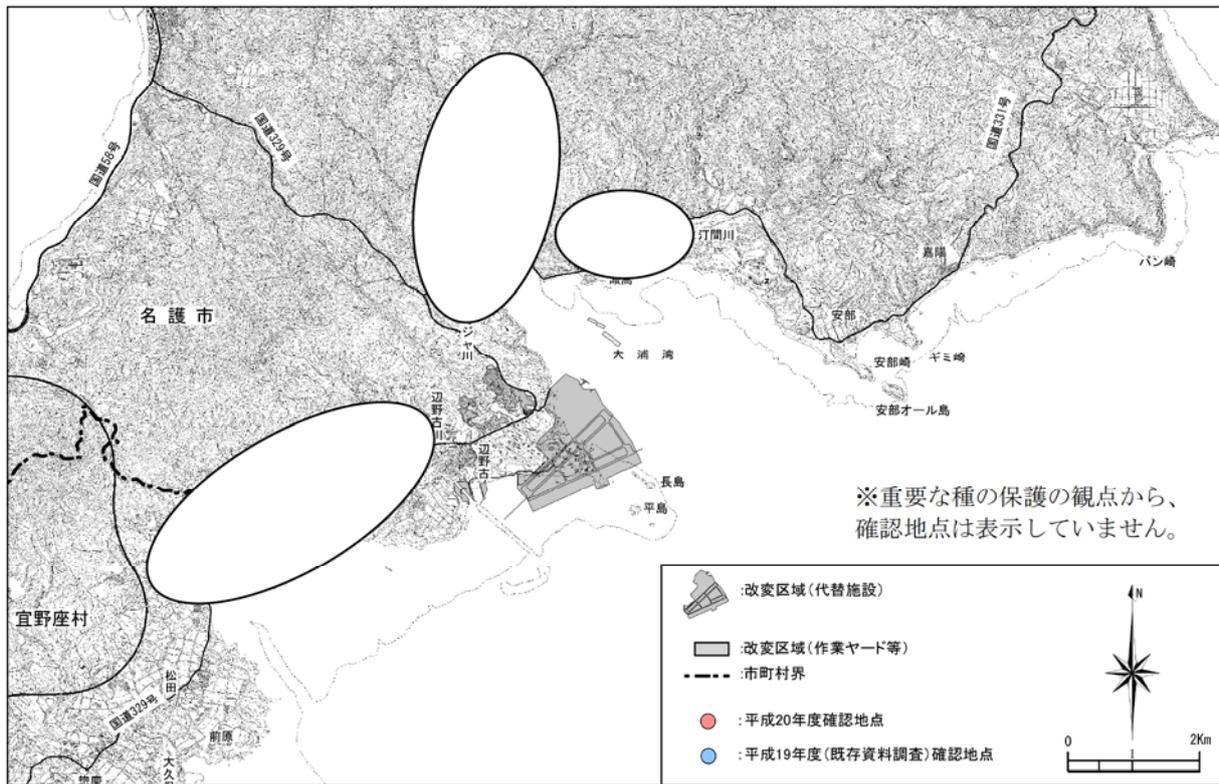 国道58号
国道329号
国道331号
汀間川
嘉陽
バン崎
名護市
安部
ジャ川
大浦湾
安部崎
ギミ崎
安部オール島
辺野古川
辺野古
長島
平島
※重要な種の保護の観点から、
確認地点は表示していません。
宜野座村
松田
国道329号
前原
大久
:改変区域(代替施設)
:改変区域(作業ヤード等)
:市町村界
:平成20年度確認地点
:平成19年度(既存資料調査)確認地点
N
0
2Km